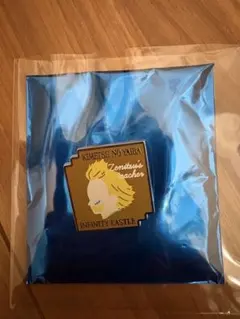 KIMETSU NO YAIBA
Zenitsu's
Teacher
INFINITY CASTLE